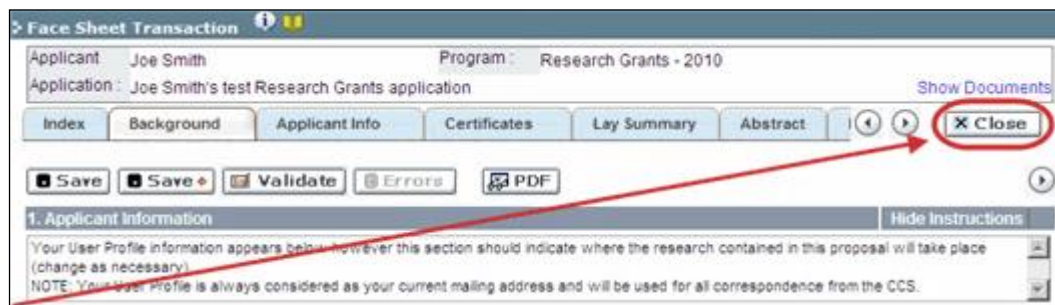 Face Sheet Transaction
Applicant Joe Smith Program : Research Grants - 2010
Application : Joe Smith's test Research Grants application Show Documents
Index Background Applicant Info Certificates Lay Summary Abstract X Close
Save Save Validate Errors PDF
1. Applicant Information Hide Instructions
Your User Profile information appears below, however this section should indicate where the research contained in this proposal will take place
(change as necessary)
NOTE: Your User Profile is always considered as your current mailing address and will be used for all correspondence from the CCS.